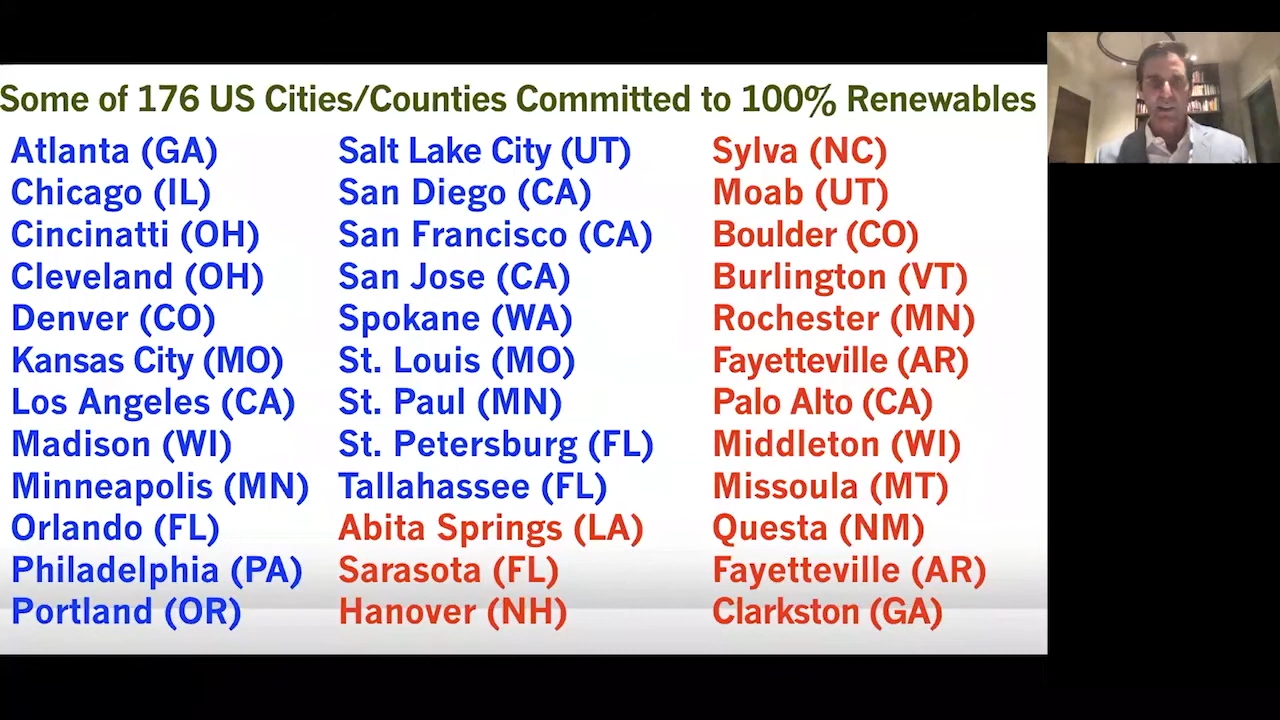 Some of 176 US Cities/Counties Committed to 100% Renewables
Atlanta (GA)
Chicago (IL)
Cincinatti (OH)
Cleveland (OH)
Denver (CO)
Kansas City (MO)
Los Angeles (CA)
Madison (WI)
Minneapolis (MN)
Orlando (FL)
Philadelphia (PA)
Portland (OR)
Salt Lake City (UT)
San Diego (CA)
San Francisco (CA)
San Jose (CA)
Spokane (WA)
St. Louis (MO)
St. Paul (MN)
St. Petersburg (FL)
Tallahassee (FL)
Abita Springs (LA)
Sarasota (FL)
Hanover (NH)
Sylva (NC)
Moab (UT)
Boulder (CO)
Burlington (VT)
Rochester (MN)
Fayetteville (AR)
Palo Alto (CA)
Middleton (WI)
Missoula (MT)
Questa (NM)
Fayetteville (AR)
Clarkston (GA)